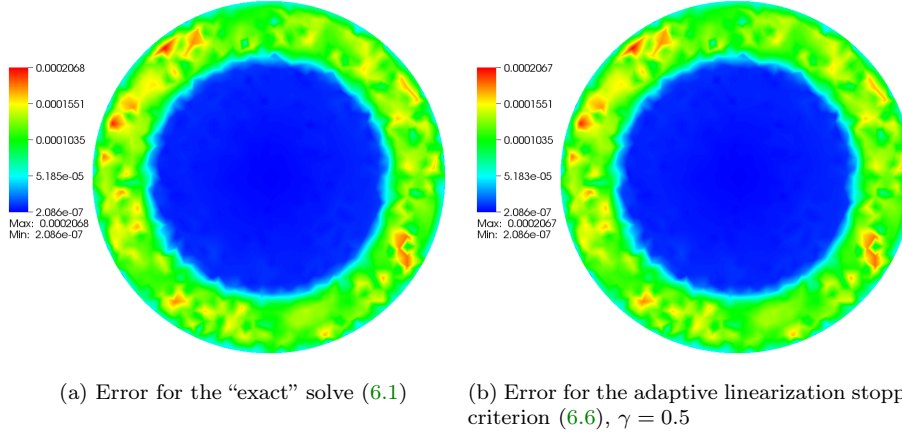 0.0002068
0.0001551
0.0001035
5.185e-05
2.086e-07
Max: 0.0002068
Min: 2.086e-07
0.0002067
0.0001551
0.0001035
5.183e-05
2.086e-07
Max: 0.0002067
Min: 2.086e-07
(a) Error for the “exact” solve (6.1)
(b) Error for the adaptive linearization stopp
criterion (6.6), γ = 0.5